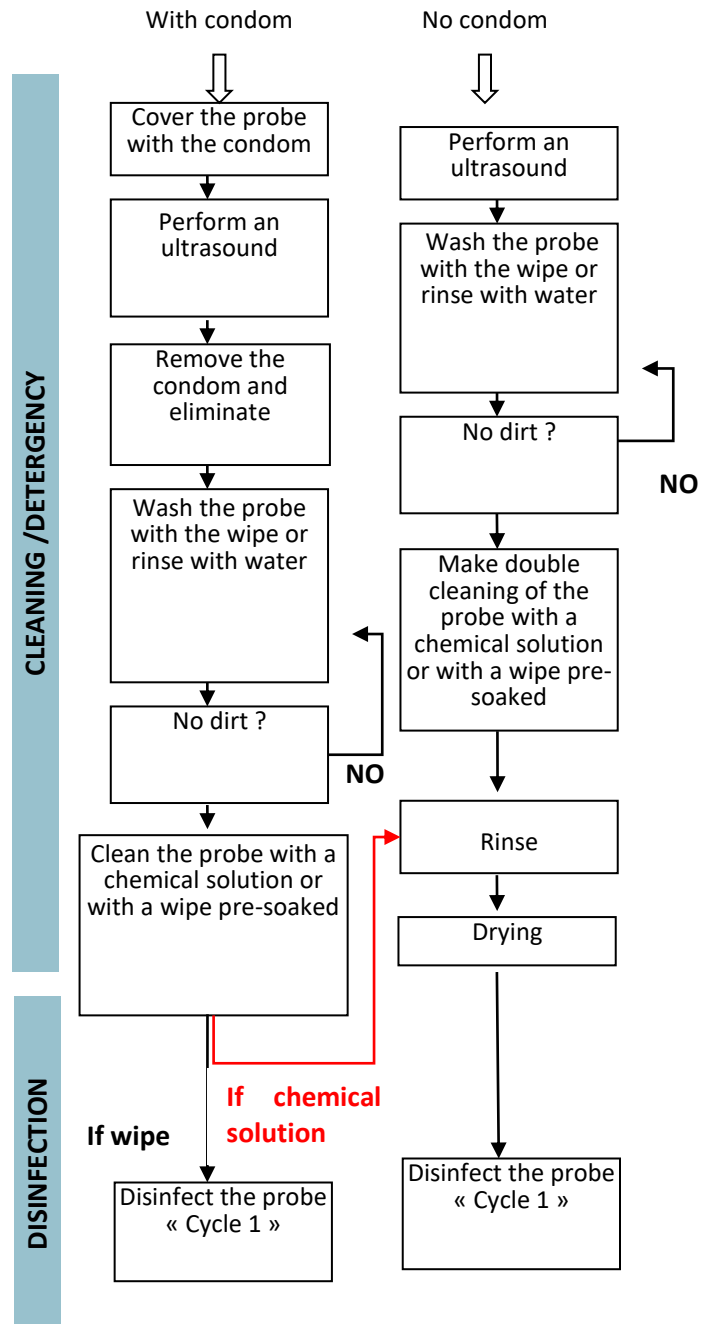 With condom
No condom
CLEANING /DETERGENCY
Cover the probe
with the condom
Perform an
ultrasound
Remove the
condom and
eliminate
Wash the probe
with the wipe or
rinse with water
No dirt ?
NO
Clean the probe with a
chemical solution or
with a wipe pre-soaked
Perform an
ultrasound
Wash the probe
with the wipe or
rinse with water
No dirt ?
NO
Make double
cleaning of the
probe with a
chemical solution
or with a wipe pre-
soaked
Rinse
Drying
DISINFECTION
If wipe
If chemical
solution
Disinfect the probe
« Cycle 1 »
Disinfect the probe
« Cycle 1 »